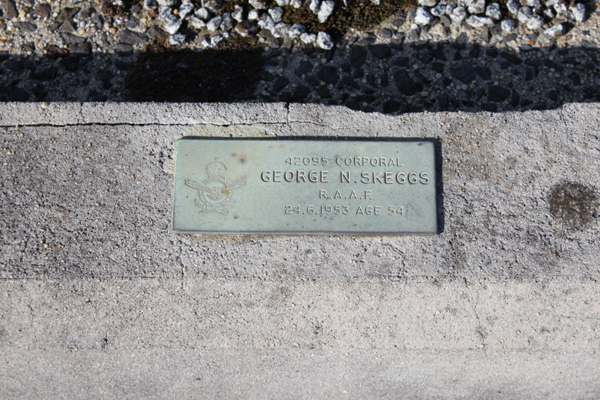 42095 CORPORAL
GEORGE N. SKEGGS
R.A.A.F.
24.6.1953 AGE 54